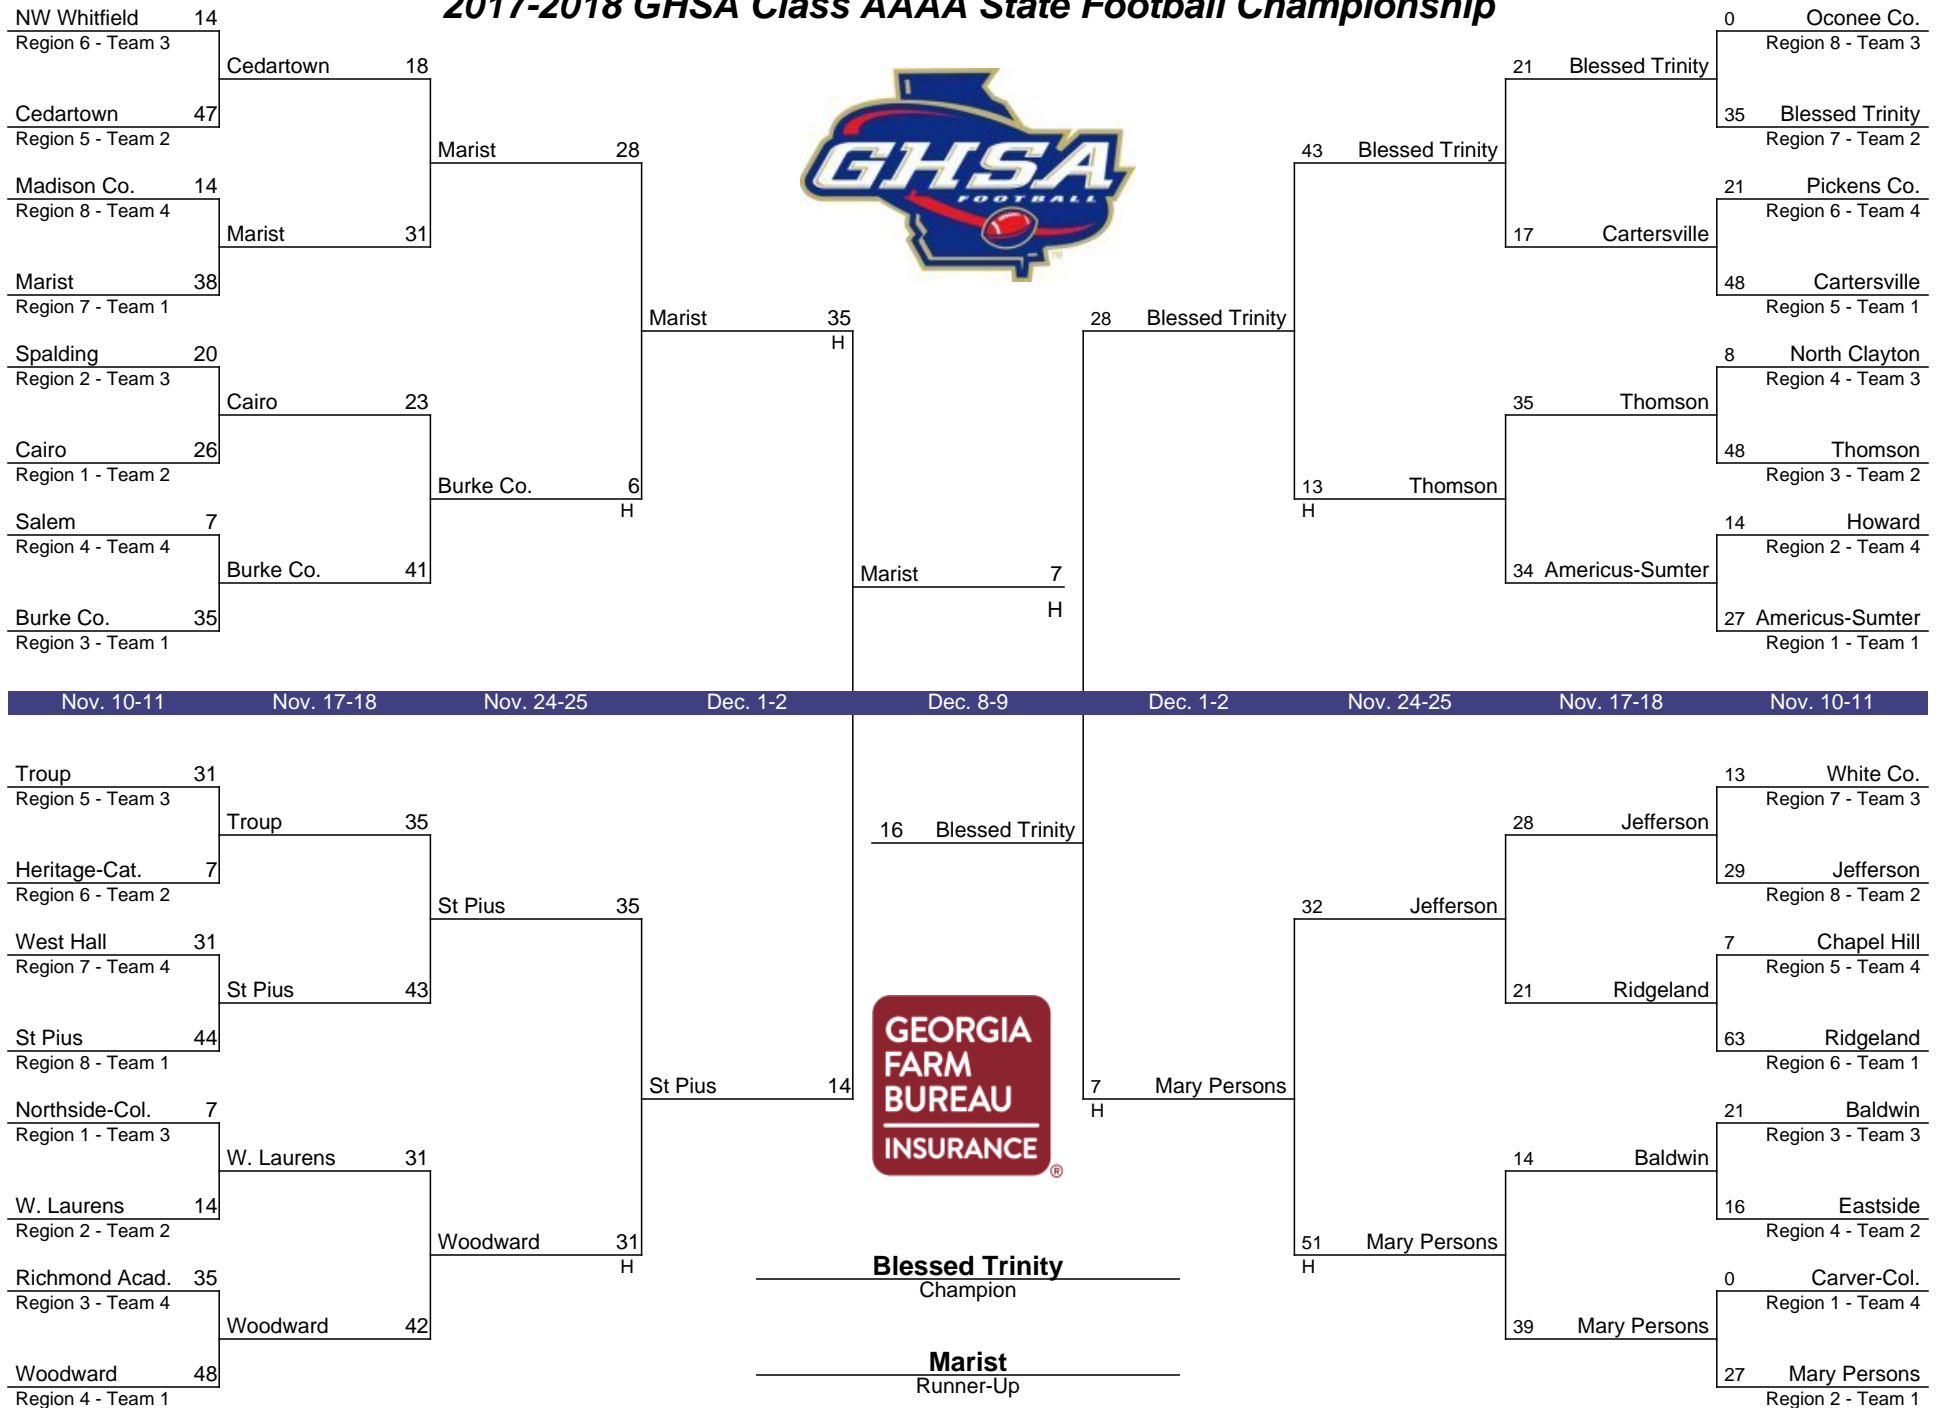 2017-2018 GHSA Class AAAA State Football Championship
NW Whitfield 14
Region 6 - Team 3
Cedartown 47
Region 5 - Team 2
Madison Co. 14
Region 8 - Team 4
Marist 38
Region 7 - Team 1
Spalding 20
Region 2 - Team 3
Cairo 26
Region 1 - Team 2
Salem 7
Region 4 - Team 4
Burke Co. 35
Region 3 - Team 1
Cedartown 18
Marist 31
Cairo 23
Burke Co. 41
Marist 28
Burke Co. 6
H
Marist 35
H
Marist 7
H
GHSA
FOOTBALL
TM
28 Blessed Trinity
43 Blessed Trinity
13 Thomson
H
21 Blessed Trinity
17 Cartersville
35 Thomson
34 Americus-Sumter
0 Oconee Co.
Region 8 - Team 3
35 Blessed Trinity
Region 7 - Team 2
21 Pickens Co.
Region 6 - Team 4
48 Cartersville
Region 5 - Team 1
8 North Clayton
Region 4 - Team 3
48 Thomson
Region 3 - Team 2
14 Howard
Region 2 - Team 4
27 Americus-Sumter
Region 1 - Team 1
Nov. 10-11 Nov. 17-18 Nov. 24-25 Dec. 1-2 Dec. 8-9 Dec. 1-2 Nov. 24-25 Nov. 17-18 Nov. 10-11
Troup 31
Region 5 - Team 3
Heritage-Cat. 7
Region 6 - Team 2
West Hall 31
Region 7 - Team 4
St Pius 44
Region 8 - Team 1
Northside-Col. 7
Region 1 - Team 3
W. Laurens 14
Region 2 - Team 2
Richmond Acad. 35
Region 3 - Team 4
Woodward 48
Region 4 - Team 1
Troup 35
St Pius 43
W. Laurens 31
Woodward 42
St Pius 35
Woodward 31
H
St Pius 14
16 Blessed Trinity
GEORGIA
FARM
BUREAU
INSURANCE
®
Blessed Trinity
Champion
Marist
Runner-Up
7 Mary Persons
H
32 Jefferson
51 Mary Persons
H
28 Jefferson
21 Ridgeland
14 Baldwin
39 Mary Persons
13 White Co.
Region 7 - Team 3
29 Jefferson
Region 8 - Team 2
7 Chapel Hill
Region 5 - Team 4
63 Ridgeland
Region 6 - Team 1
21 Baldwin
Region 3 - Team 3
16 Eastside
Region 4 - Team 2
0 Carver-Col.
Region 1 - Team 4
27 Mary Persons
Region 2 - Team 1